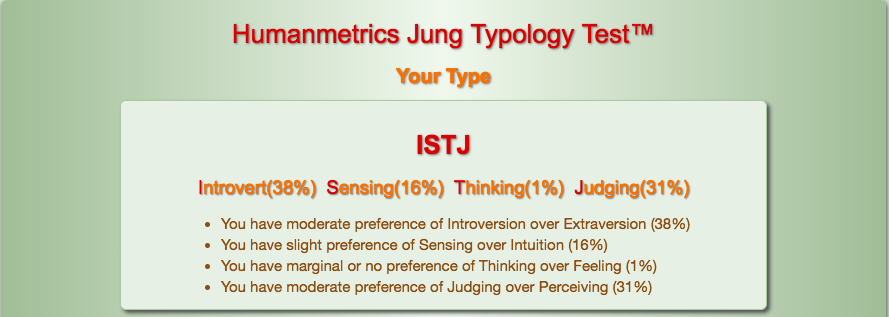 Humanmetrics Jung Typology Test™
Your Type
ISTJ
Introvert(38%) Sensing(16%) Thinking(1%) Judging(31%)
• You have moderate preference of Introversion over Extraversion (38%)
• You have slight preference of Sensing over Intuition (16%)
• You have marginal or no preference of Thinking over Feeling (1%)
• You have moderate preference of Judging over Perceiving (31%)